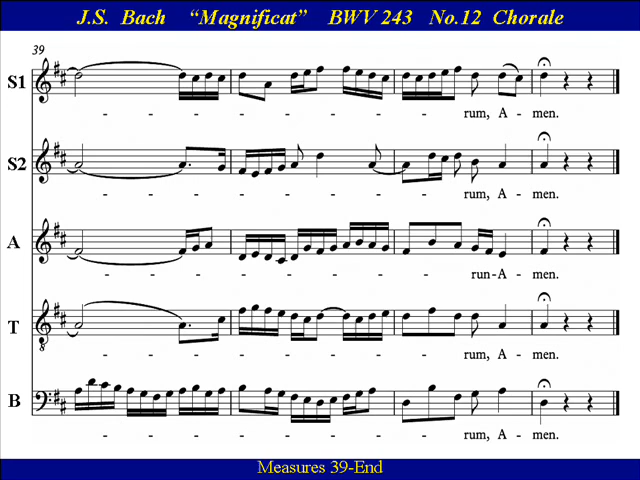 J.S. Bach “Magnificat” BWV 243 No.12 Chorale
39
S1
- - - - - - - rum, A - men.
S2
- - - - - - - rum, A - men.
A
- - - - - - - run-A - men.
T
8
- - - - - - - rum, A - men.
B
- - - - - - - rum, A - men.
Measures 39-End